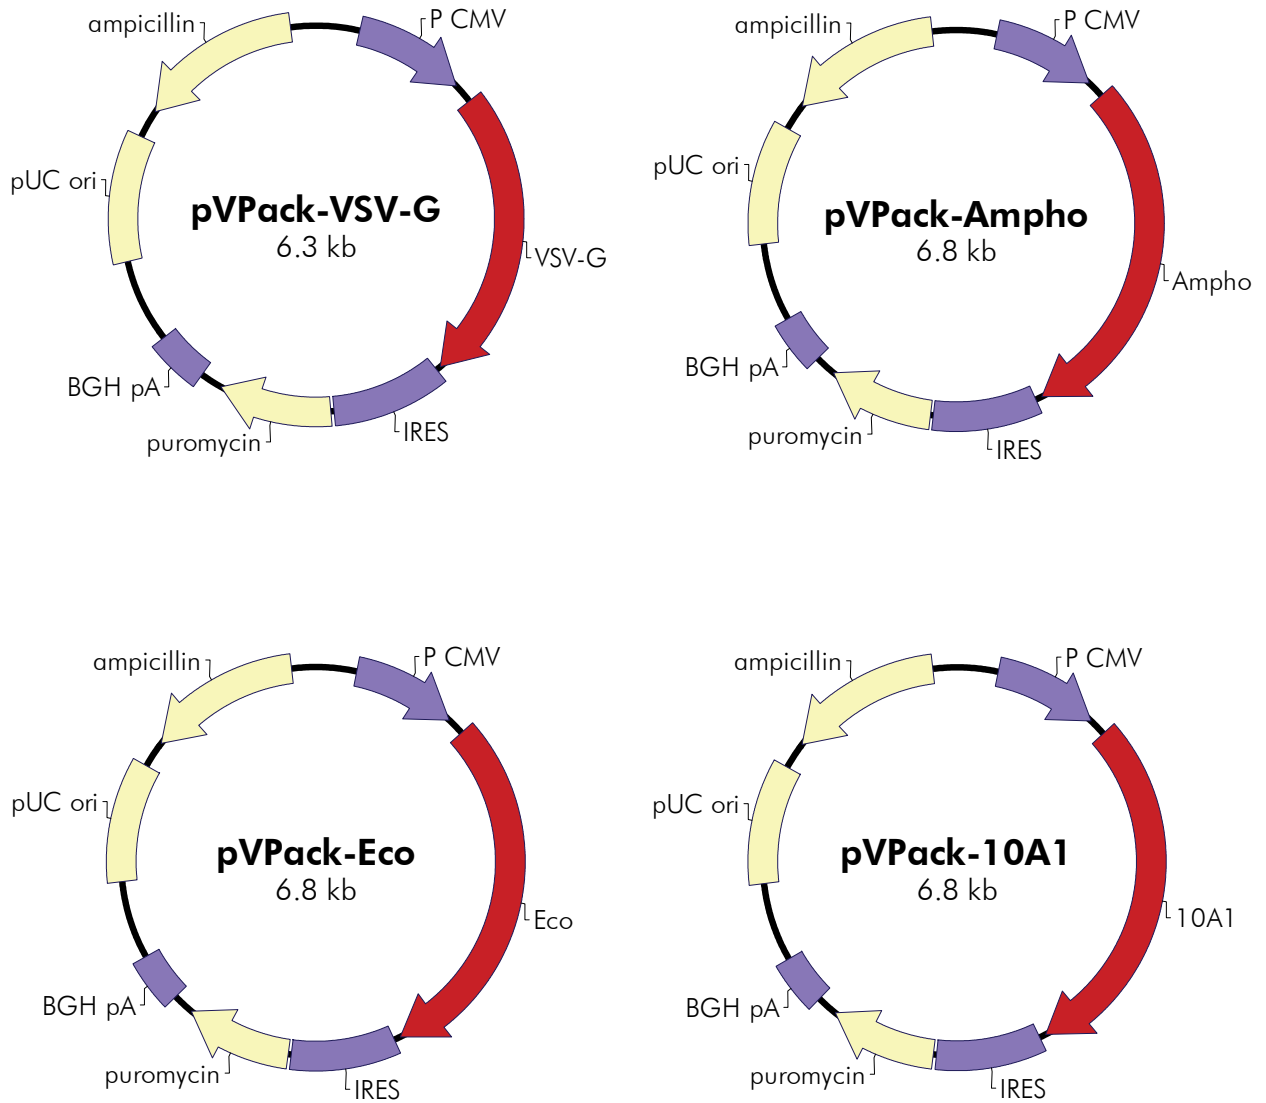 ampicillin
P CMV
pUC ori
pVPack-VSV-G
6.3 kb
VSV-G
BGH pA
puromycin
IRES
ampicillin
P CMV
pUC ori
pVPack-Ampho
6.8 kb
Ampho
BGH pA
puromycin
IRES
ampicillin
P CMV
pUC ori
pVPack-Eco
6.8 kb
Eco
BGH pA
puromycin
IRES
ampicillin
P CMV
pUC ori
pVPack-10A1
6.8 kb
10A1
BGH pA
puromycin
IRES